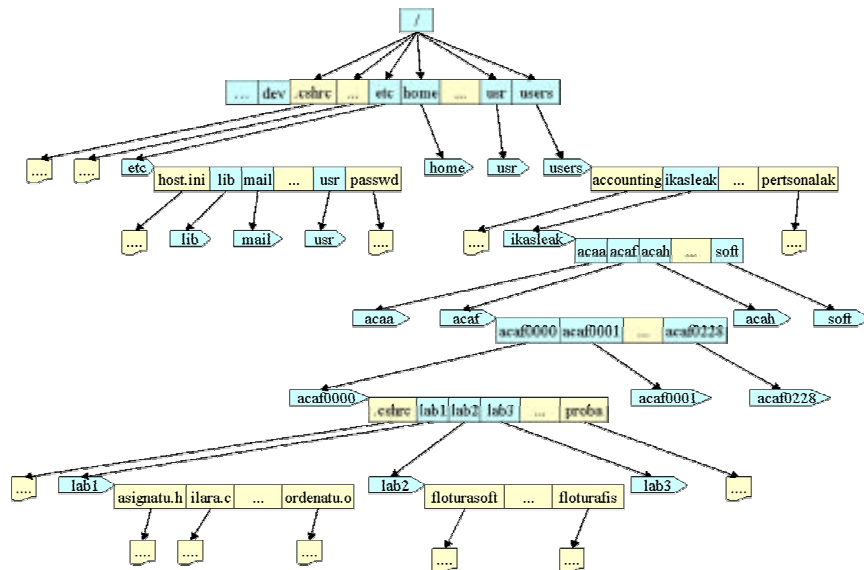 /
... dev .cshrc ... etc home ... usr users
.... .... etc home usr users
host.ini lib mail ... usr passwd
accounting ikasleak ... pertsonalak
.... lib mail usr .... .... ikasleak ....
acaa acaf acah ... soft
acaa acaf acah soft
acaf0000 acaf0001 ... acaf0228
acaf0000 acaf0001 acaf0228
.cshrc lab1 lab2 lab3 ... proba
.... lab1 lab2 lab3 ....
asignatu.h ilara.c ... ordenatu.o
floturasoft ... floturafis
.... .... .... .... ....